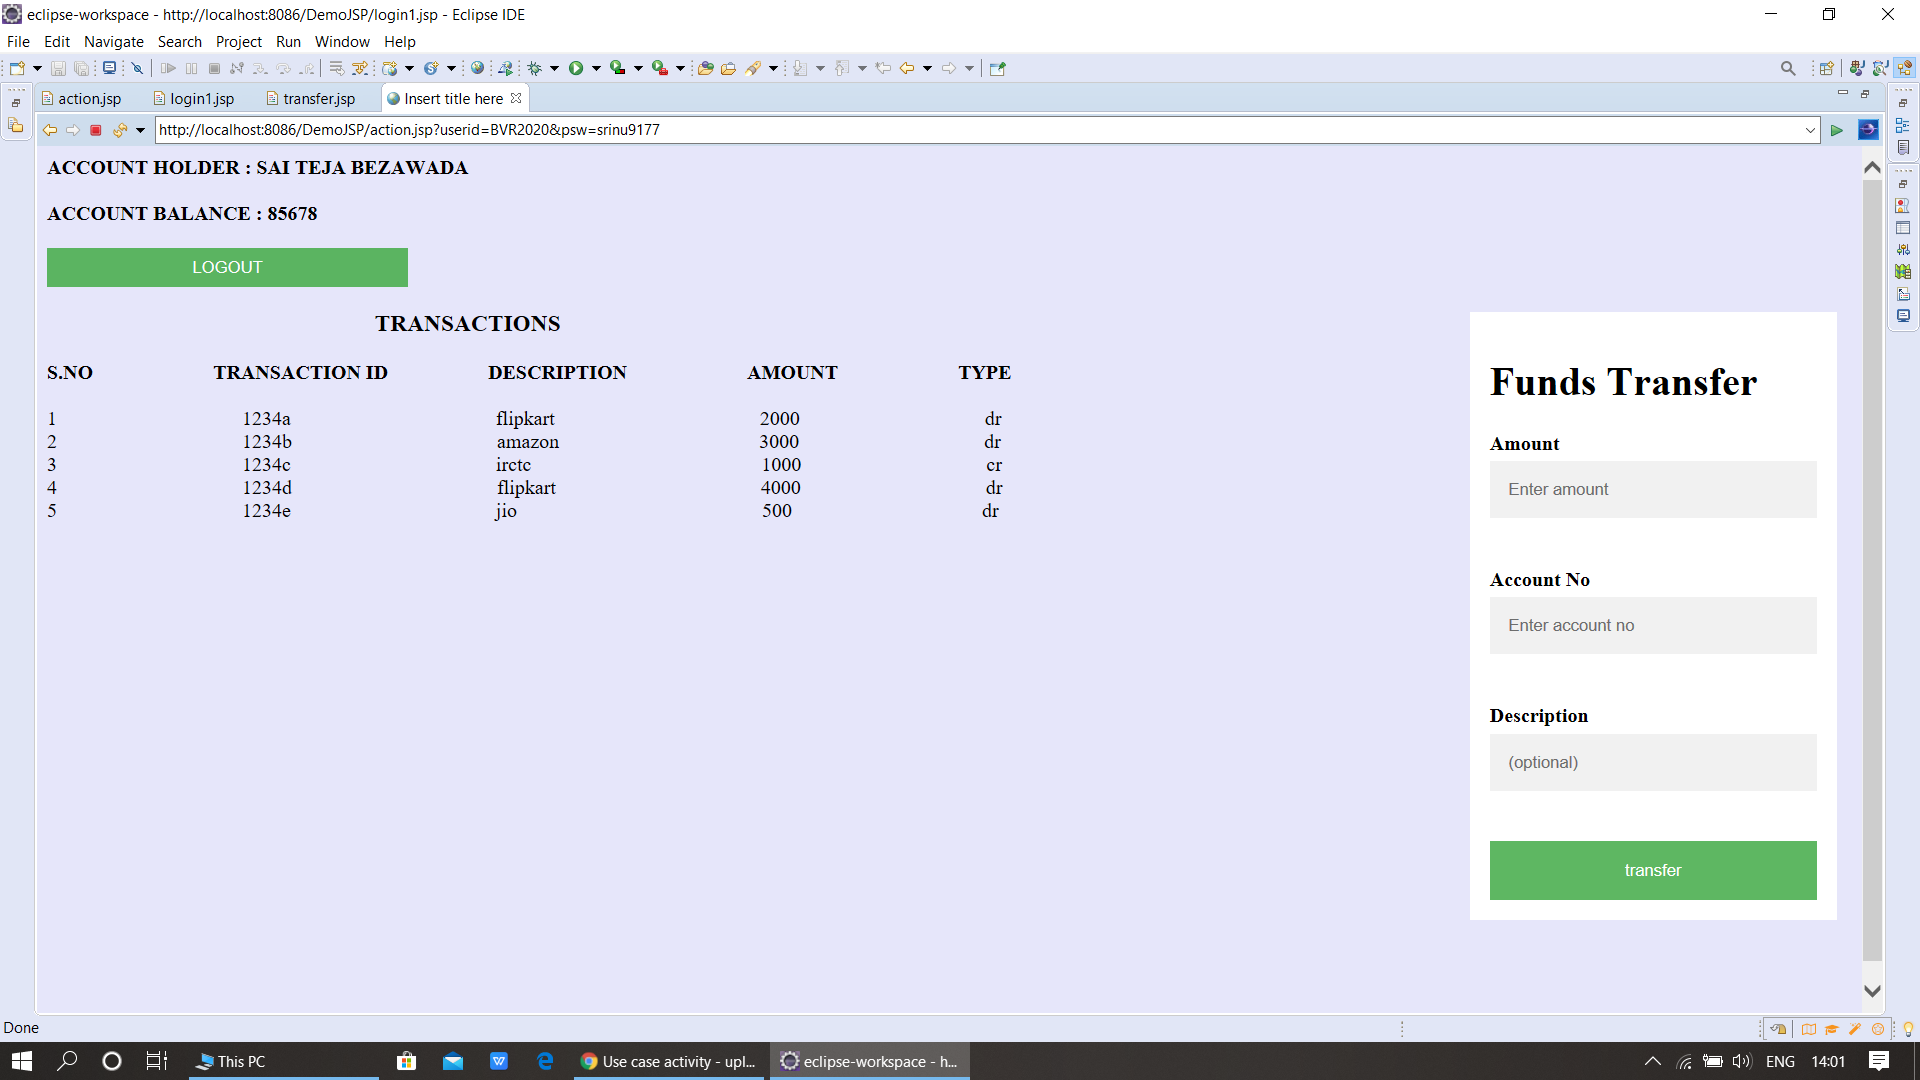 eclipse-workspace - http://localhost:8086/DemoJSP/login1.jsp - Eclipse IDE
File Edit Navigate Search Project Run Window Help
action.jsp login1.jsp transfer.jsp Insert title here
http://localhost:8086/DemoJSP/action.jsp?userid=BVR2020&psw=srinu9177
ACCOUNT HOLDER : SAI TEJA BEZAWADA
ACCOUNT BALANCE : 85678
LOGOUT
TRANSACTIONS
S.NO TRANSACTION ID DESCRIPTION AMOUNT TYPE
1 1234a flipkart 2000 dr
2 1234b amazon 3000 dr
3 1234c irctc 1000 cr
4 1234d flipkart 4000 dr
5 1234e jio 500 dr
Funds Transfer
Amount
Enter amount
Account No
Enter account no
Description
(optional)
transfer
Done
This PC Use case activity - upl... eclipse-workspace - h... ENG 14:01